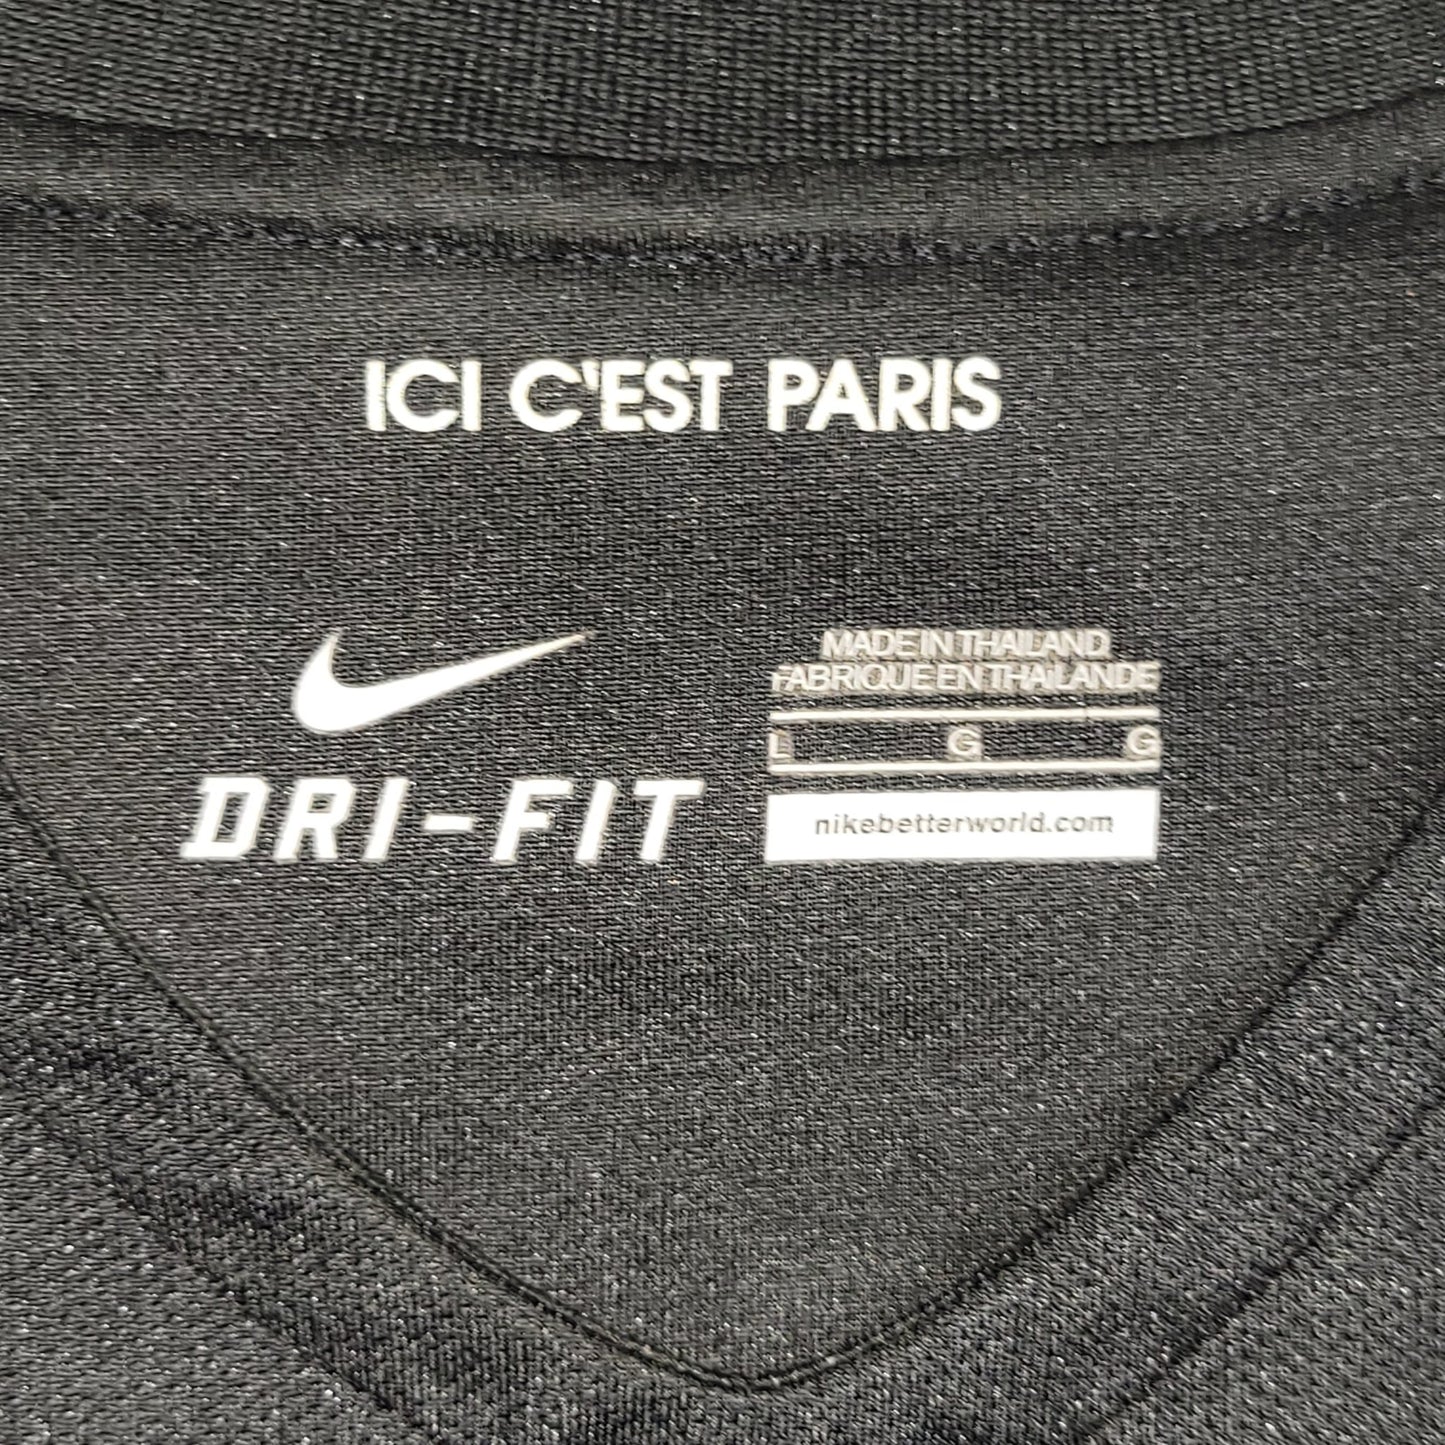 ICI C'EST PARIS
DRI-FIT
MADE IN THAILAND
FABRIQUE EN THAILANDE
L G G
nikebetterworld.com